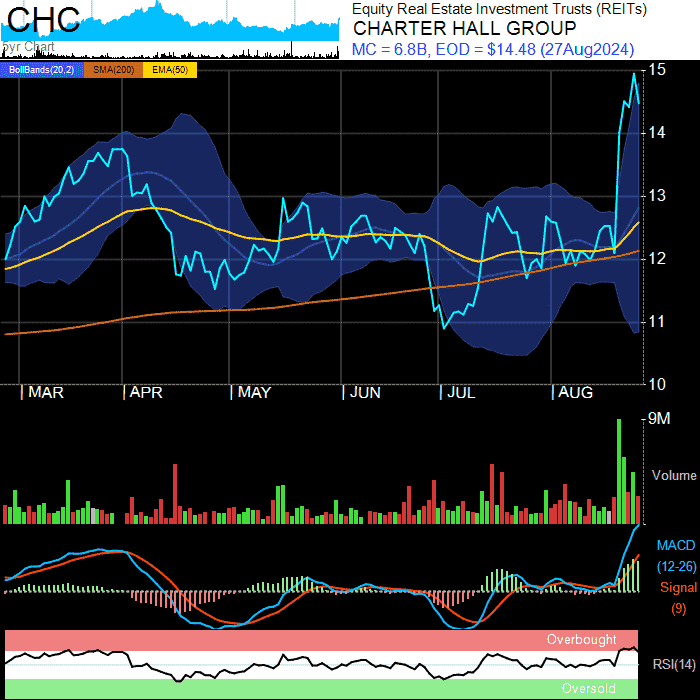 CHC
5yr Chart
Equity Real Estate Investment Trusts (REITs)
CHARTER HALL GROUP
MC = 6.8B, EOD = $14.48 (27Aug2024)
BollBands(20,2) SMA(200) EMA(50)
15
14
13
12
11
10
MAR APR MAY JUN JUL AUG
9M
Volume
MACD
(12-26)
Signal
(9)
Overbought
RSI(14)
Oversold